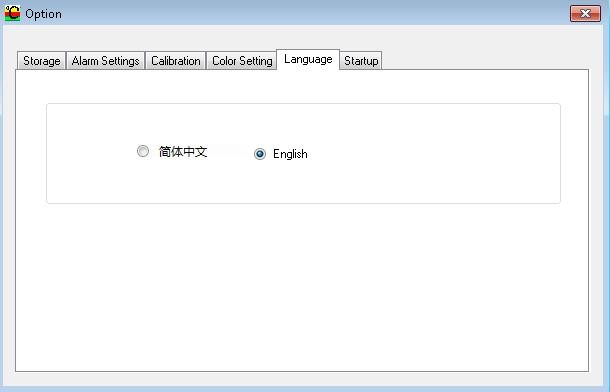 Option
Storage Alarm Settings Calibration Color Setting Language Startup
简体中文 English